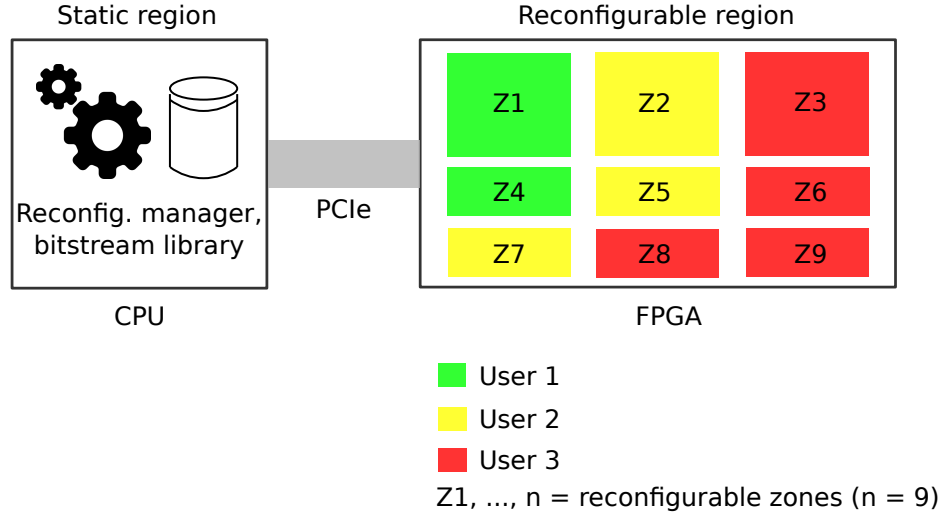 Static region
Reconfigurable region
Z1
Z2
Z3
Z4
Z5
Z6
Z7
Z8
Z9
Reconfig. manager,
bitstream library
PCIe
CPU
FPGA
User 1
User 2
User 3
Z1, ..., n = reconfigurable zones (n = 9)